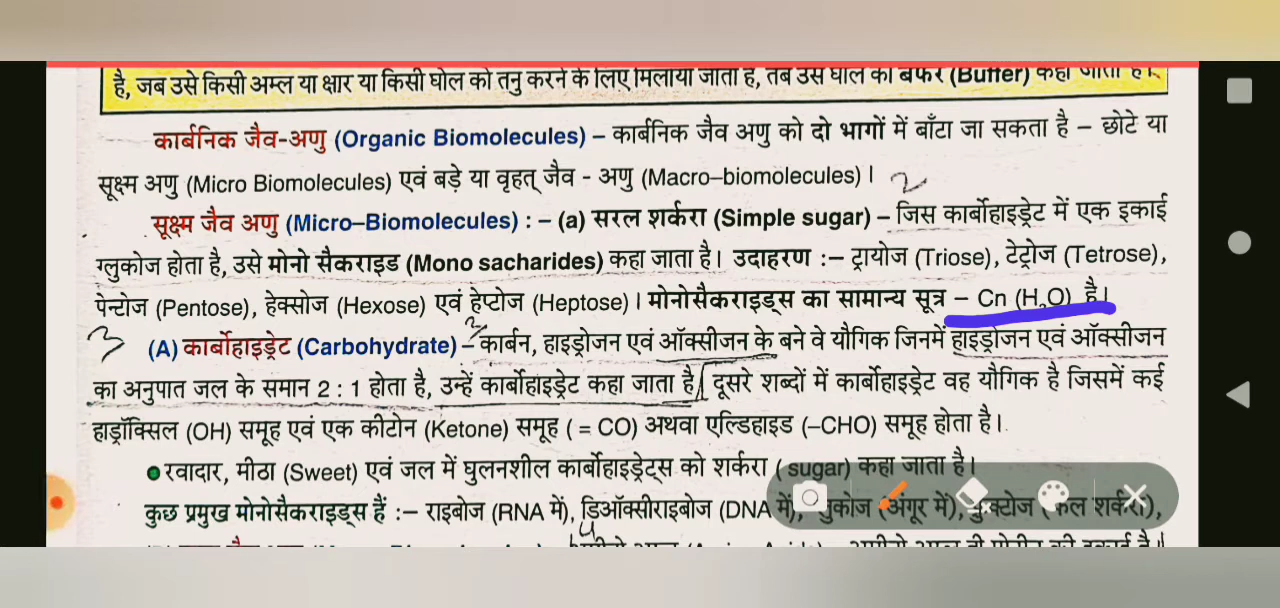 है, जब उसे किसी अम्ल या क्षार या किसी घोल को तनु करने के लिए मिलाया जाता है, तब उस घोल को बफर (Buffer) कहा जाता है।
कार्बनिक जैव-अणु (Organic Biomolecules) – कार्बनिक जैव अणु को दो भागों में बाँटा जा सकता है – छोटे या
सूक्ष्म अणु (Micro Biomolecules) एवं बड़े या वृहत् जैव - अणु (Macro–biomolecules)। 2
सूक्ष्म जैव अणु (Micro–Biomolecules) : – (a) सरल शर्करा (Simple sugar) – जिस कार्बोहाइड्रेट में एक इकाई
ग्लुकोज होता है, उसे मोनो सैकराइड (Mono sacharides) कहा जाता है। उदाहरण :– ट्रायोज (Triose), टेट्रोज (Tetrose),
पेन्टोज (Pentose), हेक्सोज (Hexose) एवं हेप्टोज (Heptose)। मोनोसैकराइड्स का सामान्य सूत्र – Cn (H₂O) है।
3 (A) कार्बोहाइड्रेट (Carbohydrate) – कार्बन, हाइड्रोजन एवं ऑक्सीजन के बने वे यौगिक जिनमें हाइड्रोजन एवं ऑक्सीजन
का अनुपात जल के समान 2 : 1 होता है, उन्हें कार्बोहाइड्रेट कहा जाता है। दूसरे शब्दों में कार्बोहाइड्रेट वह यौगिक है जिसमें कई
हाड्रॉक्सिल (OH) समूह एवं एक कीटोन (Ketone) समूह ( = CO) अथवा एल्डिहाइड (–CHO) समूह होता है।
रवादार, मीठा (Sweet) एवं जल में घुलनशील कार्बोहाइड्रेट्स को शर्करा ( sugar) कहा जाता है।
कुछ प्रमुख मोनोसैकराइड्स हैं :– राइबोज (RNA में), डिऑक्सीराइबोज (DNA में), (अंगूर में), शर्करा),